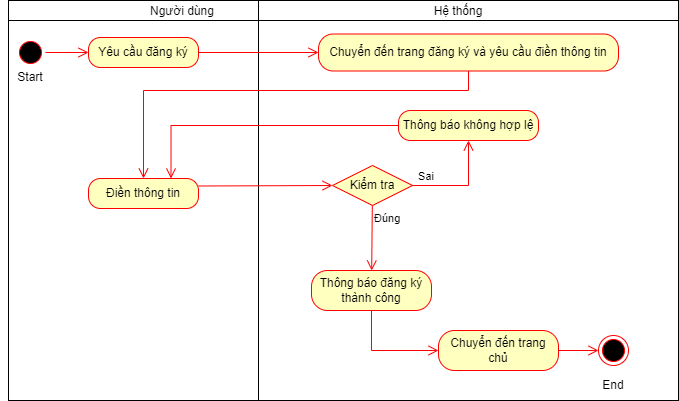 Người dùng
Hệ thống
Yêu cầu đăng ký
Chuyển đến trang đăng ký và yêu cầu điền thông tin
Start
Thông báo không hợp lệ
Điền thông tin
Kiểm tra
Sai
Đúng
Thông báo đăng ký
thành công
Chuyển đến trang
chủ
End